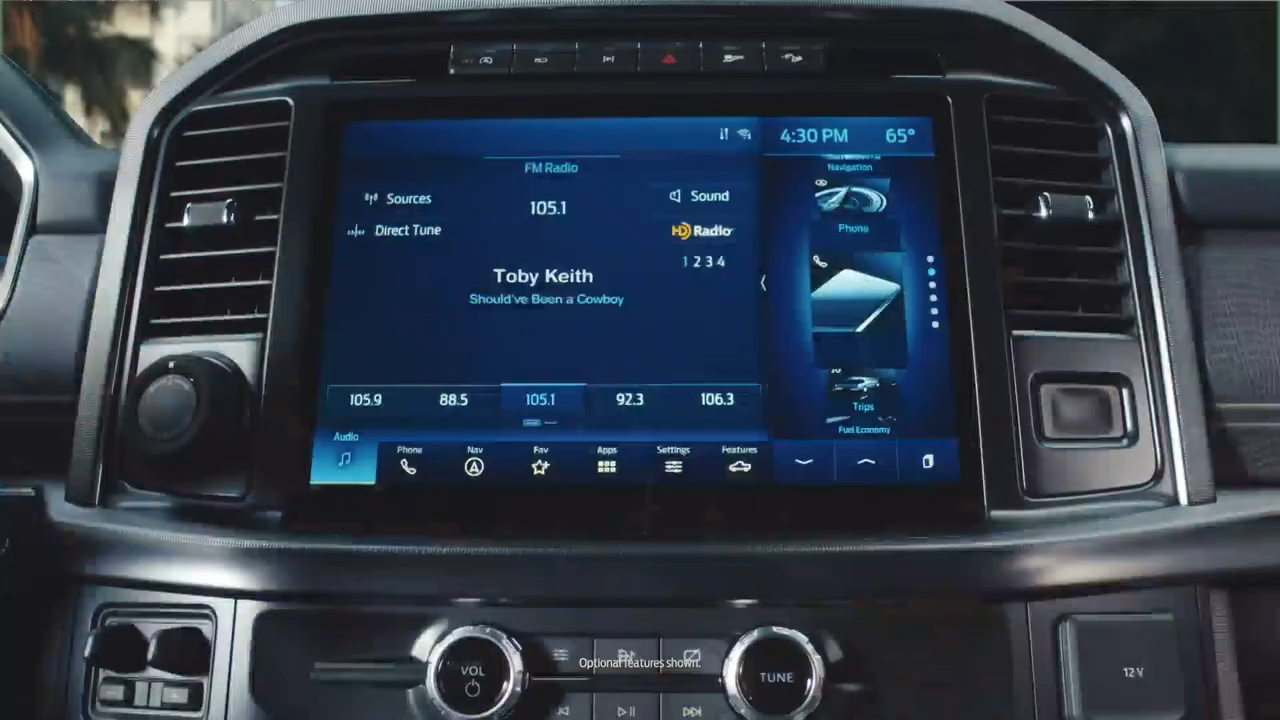 4:30 PM 65°
FM Radio
Navigation
Sources
105.1
Sound
Direct Tune
HD Radio
Phone
1 2 3 4
Toby Keith
Should've Been a Cowboy
105.9 88.5 105.1 92.3 106.3
Trips
Fuel Economy
Audio Phone Nav Fav Apps Settings Features
VOL
TUNE
12V
Optional features shown.